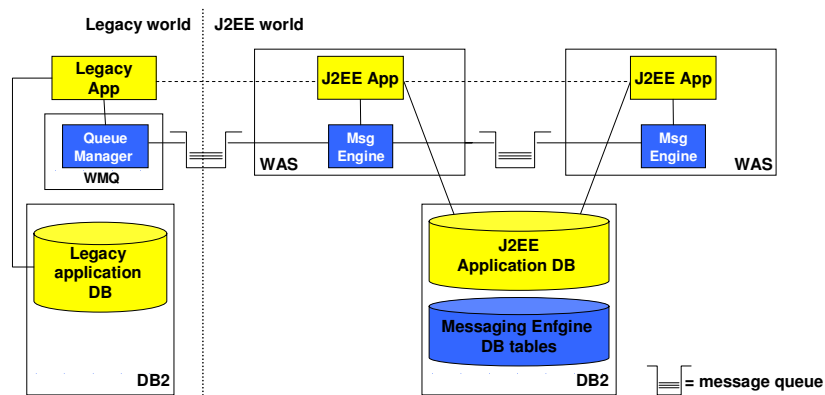 Legacy world
J2EE world
Legacy
App
J2EE App
J2EE App
Queue
Manager
WMQ
Msg
Engine
WAS
Msg
Engine
WAS
Legacy
application
DB
DB2
J2EE
Application DB
Messaging Enfgine
DB tables
DB2
= message queue